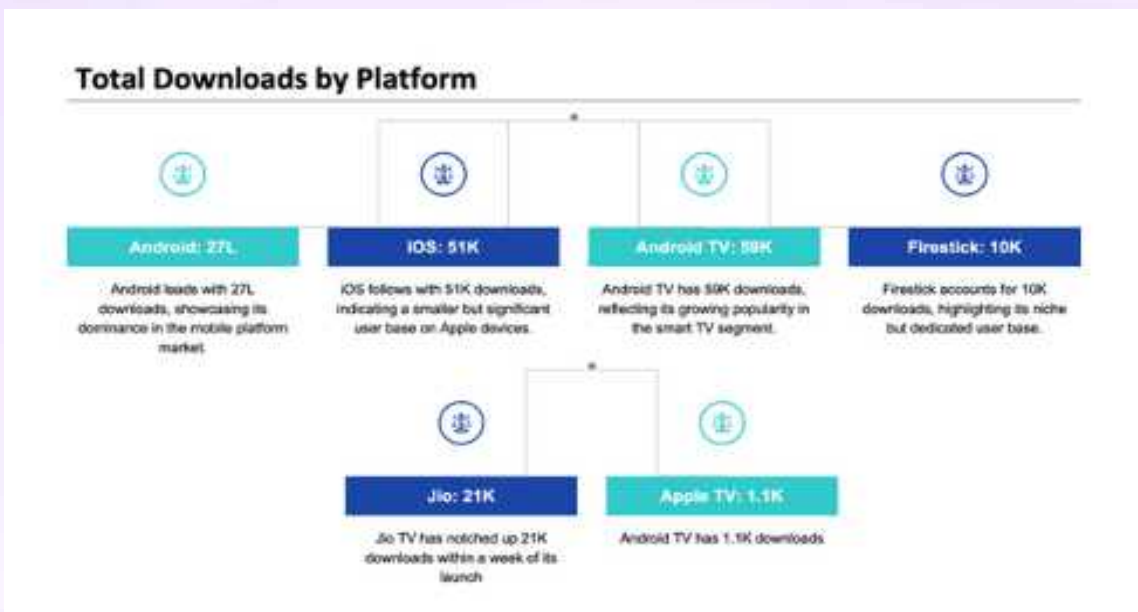 Total Downloads by Platform
Android: 27L
Android leads with 27L
downloads, showcasing its
dominance in the mobile platform
market.
iOS: 51K
iOS follows with 51K downloads,
indicating a smaller but significant
user base on Apple devices.
Android TV: 59K
Android TV has 59K downloads,
reflecting its growing popularity in
the smart TV segment.
Firestick: 10K
Firestick accounts for 10K
downloads, highlighting its niche
but dedicated user base.
Jio: 21K
Jio TV has notched up 21K
downloads within a week of its
launch
Apple TV: 1.1K
Android TV has 1.1K downloads